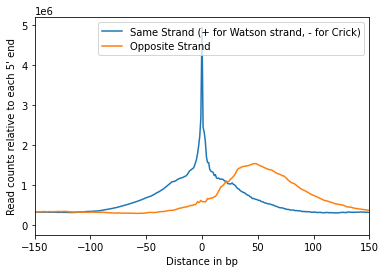 1e6
Same Strand (+ for Watson strand, - for Crick)
Opposite Strand
Read counts relative to each 5' end
5
4
3
2
1
0
−150
−100
−50
0
50
100
150
Distance in bp